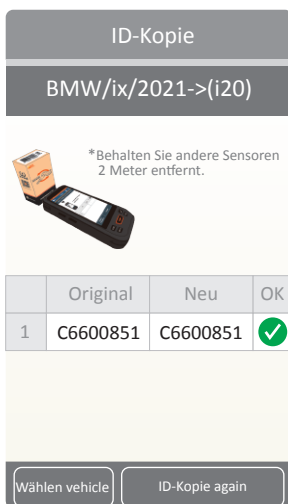 ID-Kopie
BMW/ix/2021->(i20)
*Behalten Sie andere Sensoren
2 Meter entfernt.
Original Neu OK
1 C6600851 C6600851
Wählen vehicle ID-Kopie again